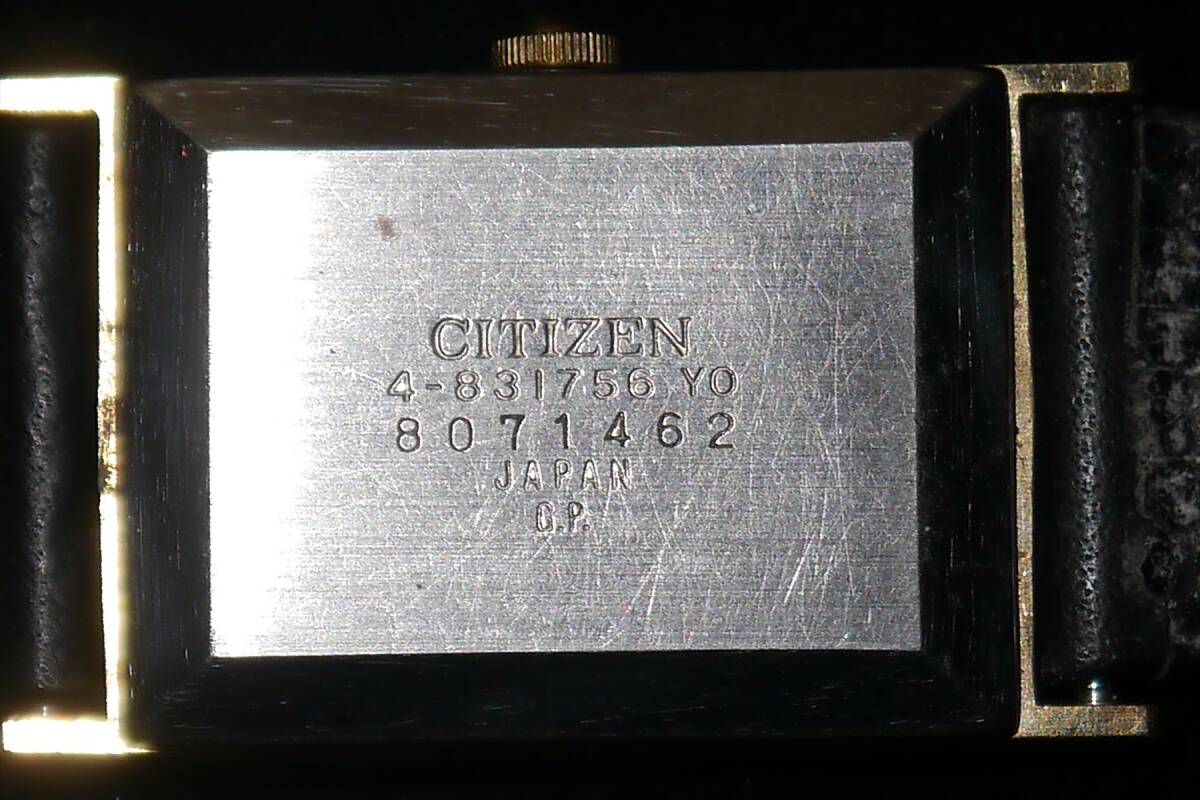 CITIZEN
4-831756 YO
8071462
JAPAN
G.P.